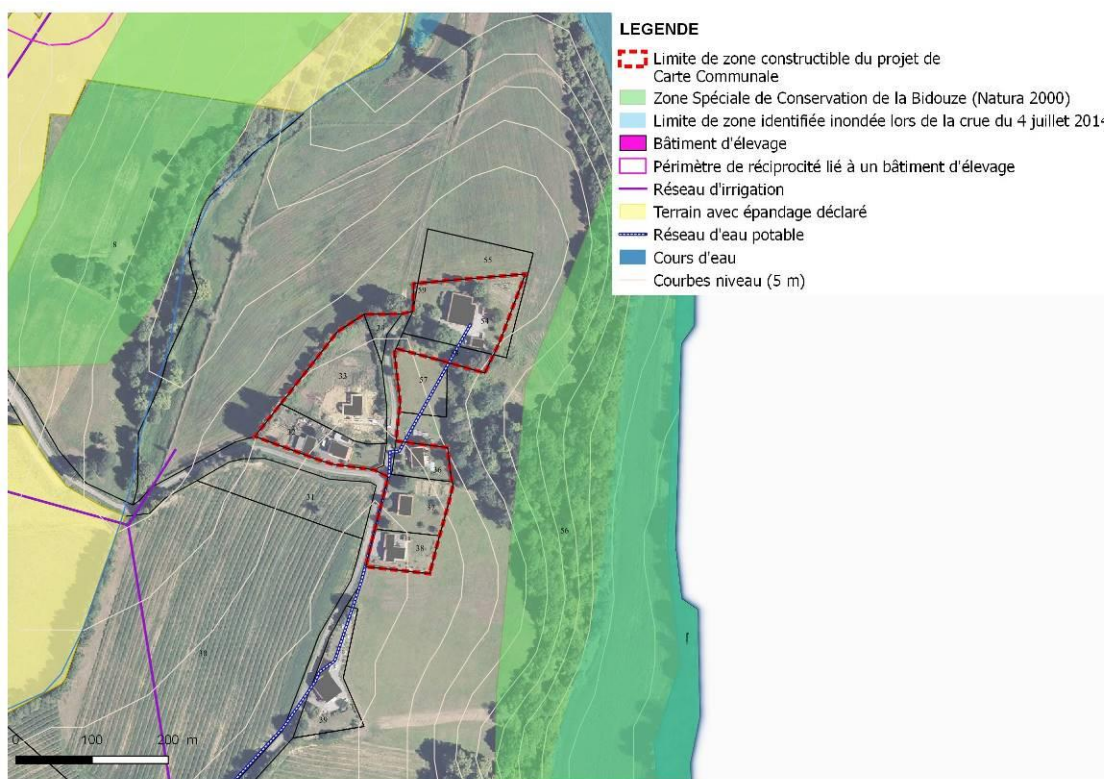 LEGENDE
Limite de zone constructible du projet de
Carte Communale
Zone Spéciale de Conservation de la Bidouze (Natura 2000)
Limite de zone identifiée inondée lors de la crue du 4 juillet 2014
Bâtiment d'élevage
Périmètre de réciprocité lié à un bâtiment d'élevage
Réseau d'irrigation
Terrain avec épandage déclaré
Réseau d'eau potable
Cours d'eau
Courbes niveau (5 m)
8
55
59
54
33
57
31
36
38
56
39
0 100 200 m